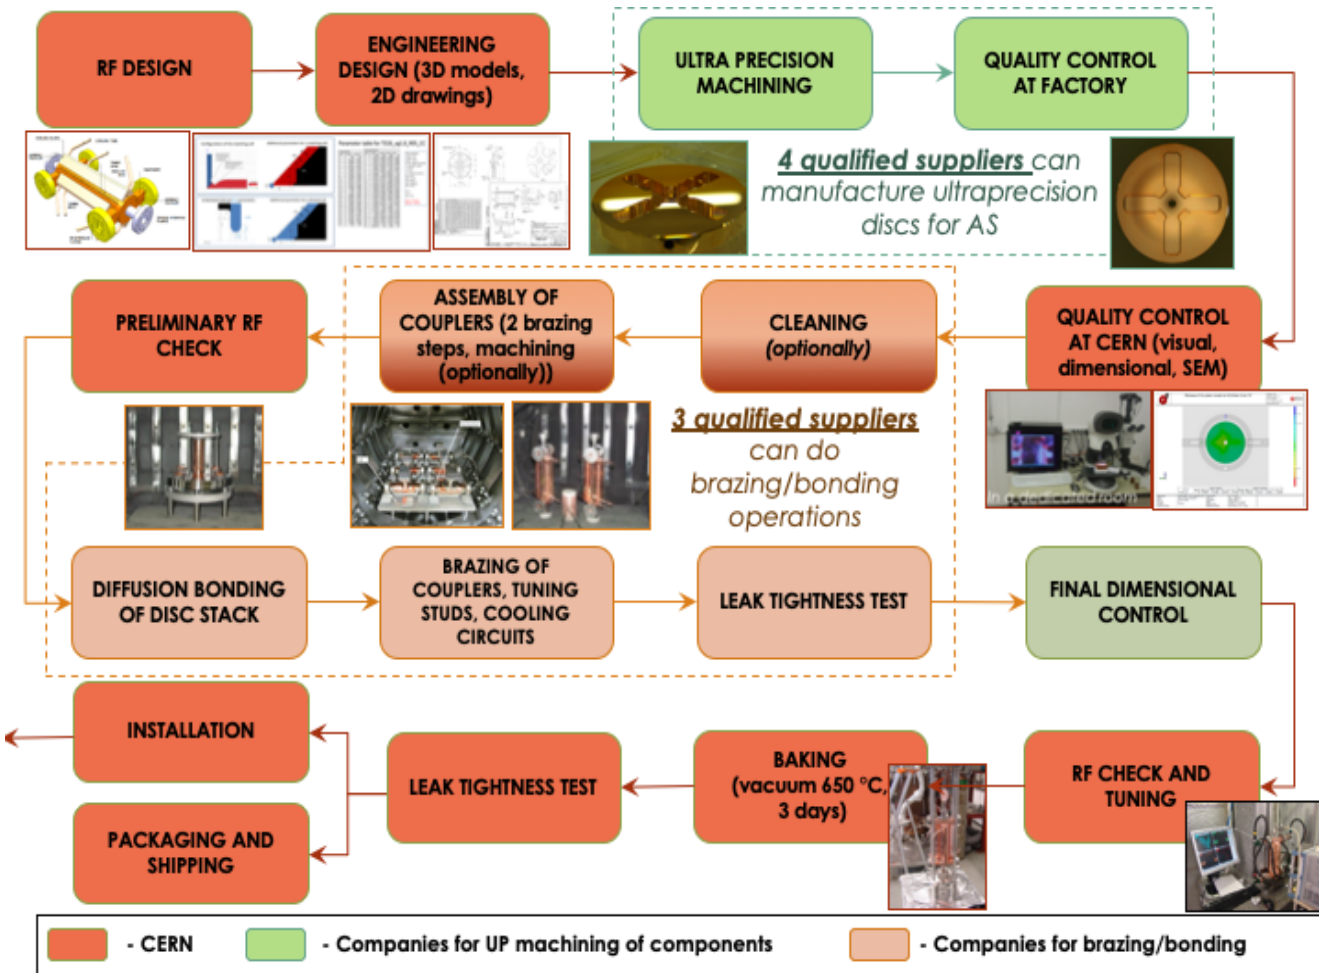 RF DESIGN
ENGINEERING
DESIGN (3D models,
2D drawings)
ULTRA PRECISION
MACHINING
QUALITY CONTROL
AT FACTORY
4 qualified suppliers can
manufacture ultraprecision
discs for AS
PRELIMINARY RF
CHECK
ASSEMBLY OF
COUPLERS (2 brazing
steps, machining
(optionally))
CLEANING
(optionally)
QUALITY CONTROL
AT CERN (visual,
dimensional, SEM)
3 qualified suppliers
can do
brazing/bonding
operations
in a dedicated room
DIFFUSION BONDING
OF DISC STACK
BRAZING OF
COUPLERS, TUNING
STUDS, COOLING
CIRCUITS
LEAK TIGHTNESS TEST
FINAL DIMENSIONAL
CONTROL
INSTALLATION
PACKAGING AND
SHIPPING
LEAK TIGHTNESS TEST
BAKING
(vacuum 650 °C,
3 days)
RF CHECK AND
TUNING
- CERN
- Companies for UP machining of components
- Companies for brazing/bonding